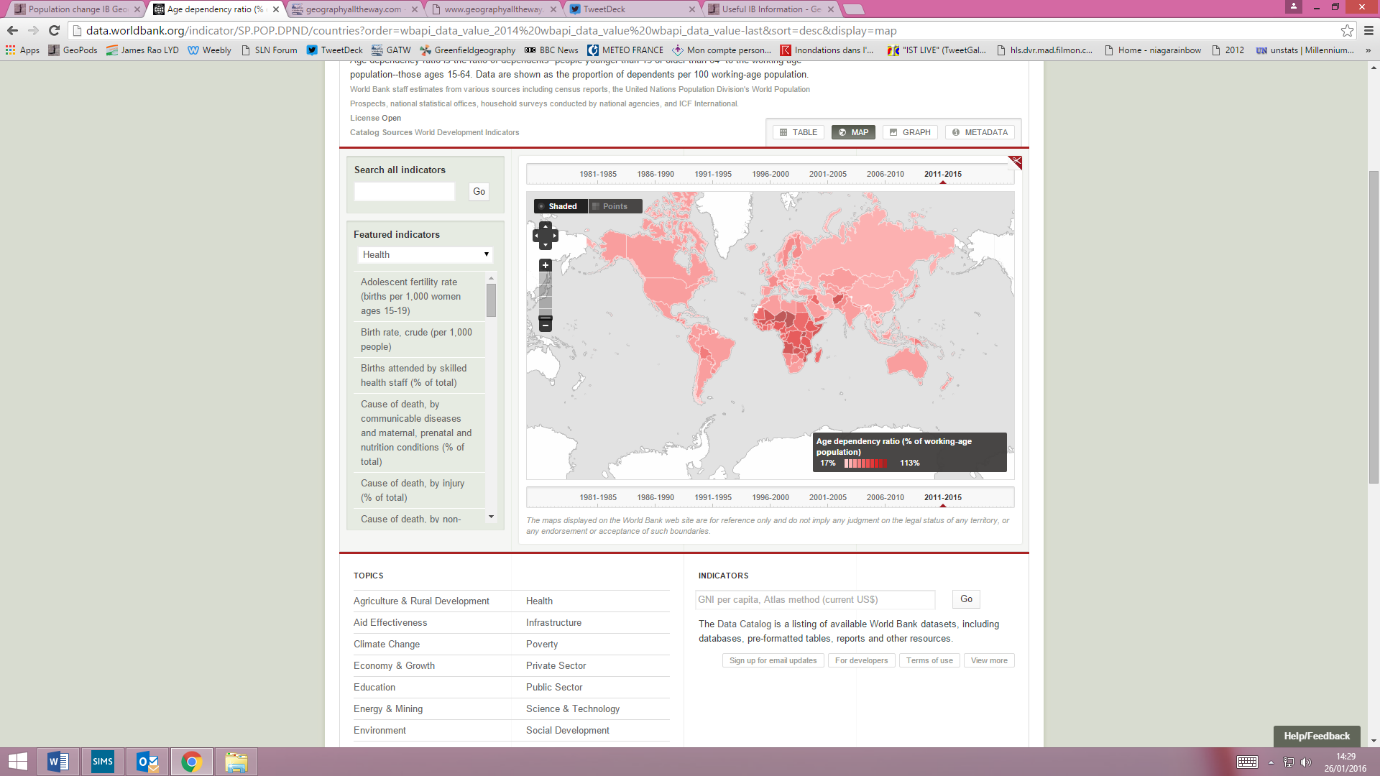 Population change IB Geo
Age dependency ratio (%
geographyalltheway.com
www.geographyalltheway.
TweetDeck
Useful IB Information - Ge
data.worldbank.org/indicator/SP.POP.DPND/countries?order=wbapi_data_value_2014%20wbapi_data_value%20wbapi_data_value-last&sort=desc&display=map
Apps
GeoPods
James Rao LYD
Weebly
SLN Forum
TweetDeck
GATW
Greenfieldgeography
BBC News
METEO FRANCE
Mon compte person...
Inondations dans l'...
"IST LIVE" (TweetGal...
hls.dvr.mad.filmon.c...
Home - niagarainbow
2012
unstats | Millennium...
»
population--those ages 15-64. Data are shown as the proportion of dependents per 100 working-age population.
World Bank staff estimates from various sources including census reports, the United Nations Population Division's World Population
Prospects, national statistical offices, household surveys conducted by national agencies, and ICF International.
License Open
Catalog Sources World Development Indicators
TABLE
MAP
GRAPH
METADATA
Search all indicators
Go
Featured indicators
Health
Adolescent fertility rate
(births per 1,000 women
ages 15-19)
Birth rate, crude (per 1,000
people)
Births attended by skilled
health staff (% of total)
Cause of death, by
communicable diseases
and maternal, prenatal and
nutrition conditions (% of
total)
Cause of death, by injury
(% of total)
Cause of death, by non-
1981-1985 1986-1990 1991-1995 1996-2000 2001-2005 2006-2010 2011-2015
Shaded
Points
Age dependency ratio (% of working-age
population)
17% 113%
1981-1985 1986-1990 1991-1995 1996-2000 2001-2005 2006-2010 2011-2015
The maps displayed on the World Bank web site are for reference only and do not imply any judgment on the legal status of any territory, or
any endorsement or acceptance of such boundaries.
TOPICS
Agriculture & Rural Development
Aid Effectiveness
Climate Change
Economy & Growth
Education
Energy & Mining
Environment
Health
Infrastructure
Poverty
Private Sector
Public Sector
Science & Technology
Social Development
INDICATORS
GNI per capita, Atlas method (current US$)
Go
The Data Catalog is a listing of available World Bank datasets, including
databases, pre-formatted tables, reports and other resources.
Sign up for email updates
For developers
Terms of use
View more
Help/Feedback
SIMS
14:29
26/01/2016